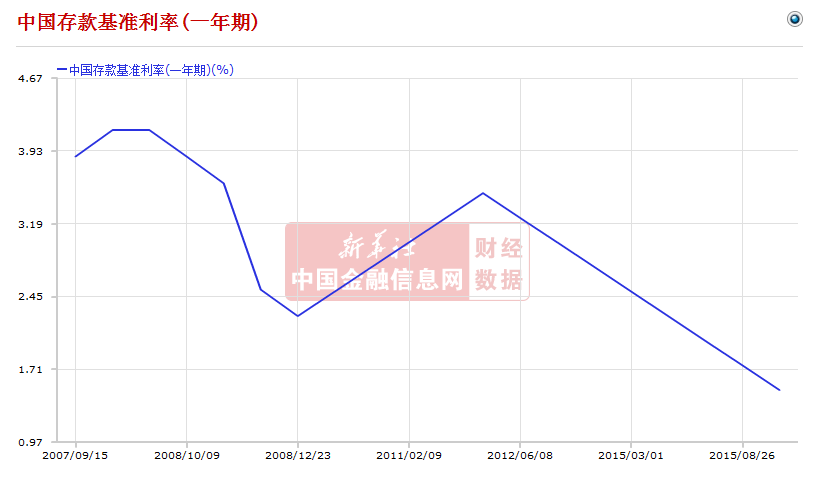 中国存款基准利率(一年期)
中国存款基准利率(一年期)(%)
4.67
3.93
3.19
2.45
1.71
0.97
新华社
财经
中国金融信息网
数据
2007/09/15 2008/10/09 2008/12/23 2011/02/09 2012/06/08 2015/03/01 2015/08/26